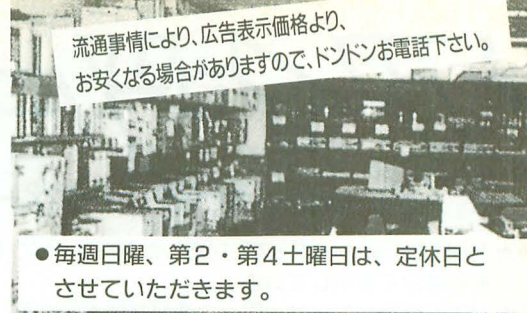 流通事情により、広告表示価格より、
お安くなる場合がありますので、ドンドンお電話下さい。
●毎週日曜、第2・第4土曜日は、定休日と
させていただきます。